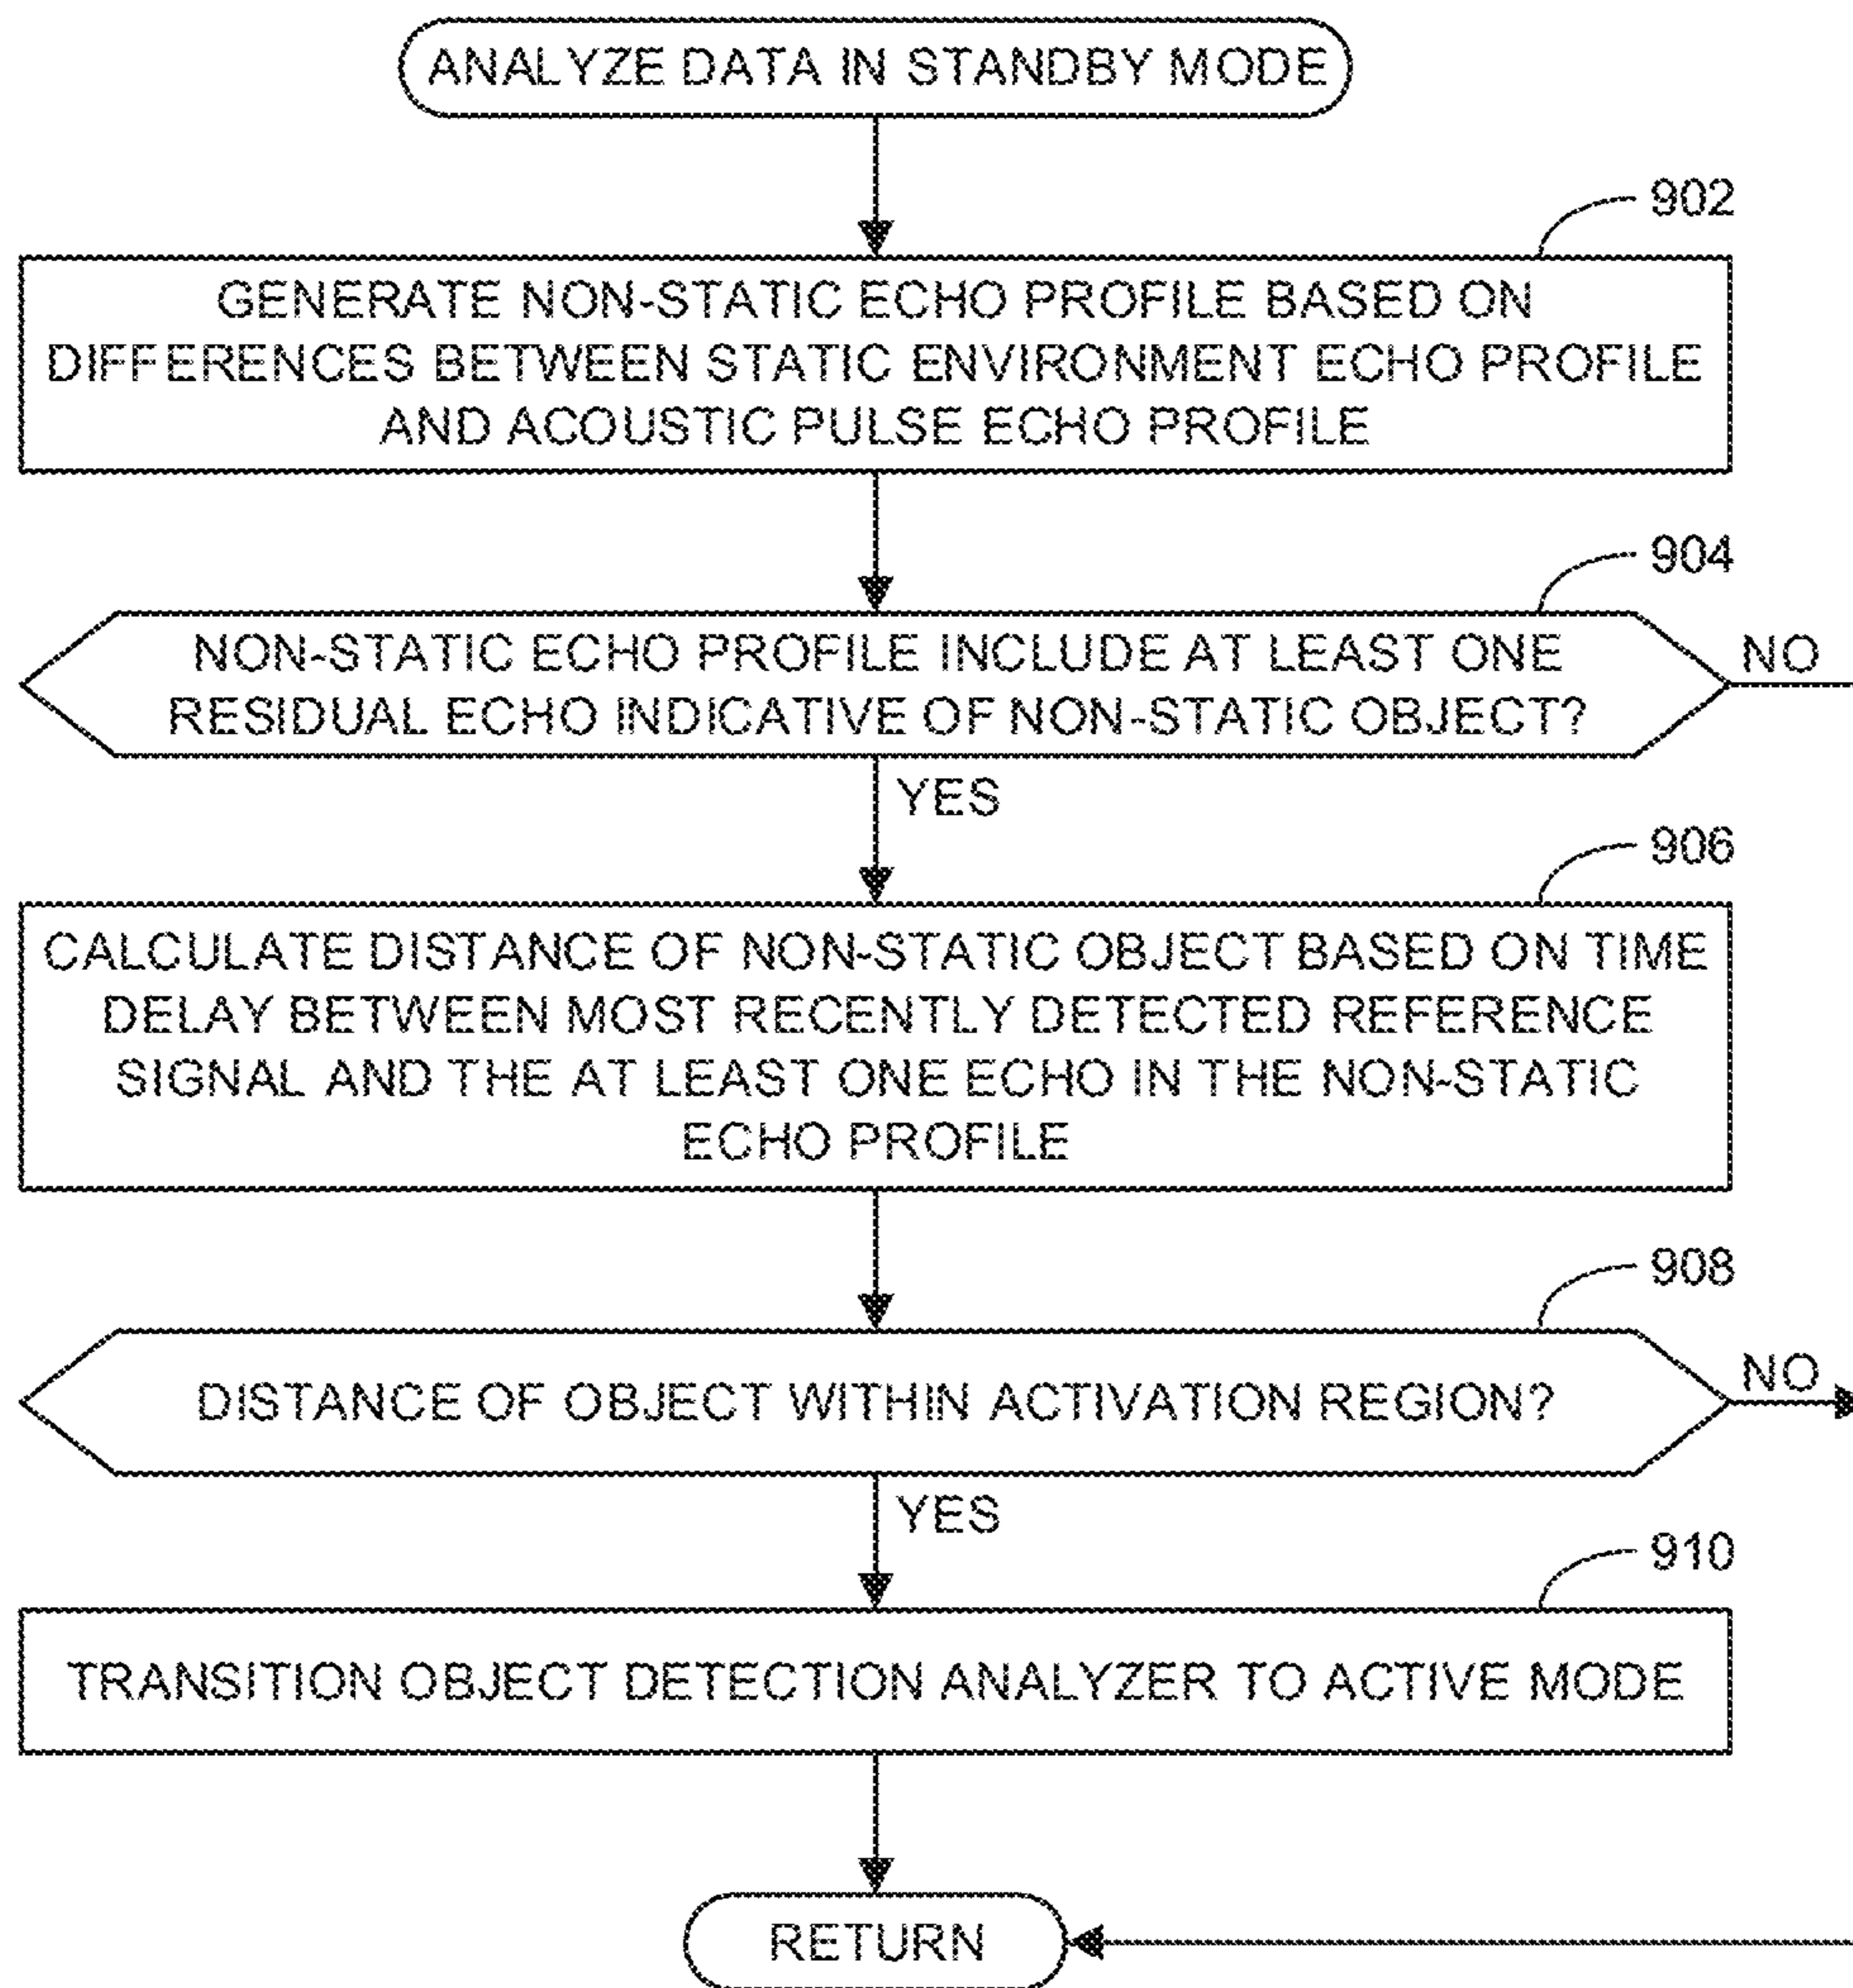 ANALYZE DATA IN STANDBY MODE
902
GENERATE NON-STATIC ECHO PROFILE BASED ON
DIFFERENCES BETWEEN STATIC ENVIRONMENT ECHO PROFILE
AND ACOUSTIC PULSE ECHO PROFILE
904
NON-STATIC ECHO PROFILE INCLUDE AT LEAST ONE
RESIDUAL ECHO INDICATIVE OF NON-STATIC OBJECT?
NO
YES
906
CALCULATE DISTANCE OF NON-STATIC OBJECT BASED ON TIME
DELAY BETWEEN MOST RECENTLY DETECTED REFERENCE
SIGNAL AND THE AT LEAST ONE ECHO IN THE NON-STATIC
ECHO PROFILE
908
DISTANCE OF OBJECT WITHIN ACTIVATION REGION?
NO
YES
910
TRANSITION OBJECT DETECTION ANALYZER TO ACTIVE MODE
RETURN